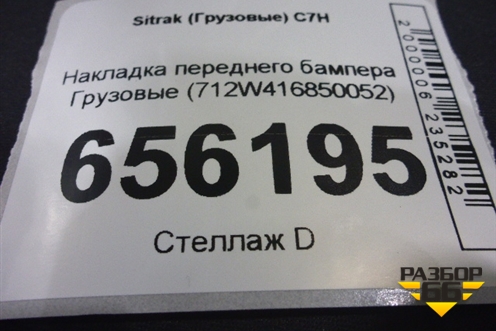 Sitrak (Грузовые) C7H
Накладка переднего бампера
Грузовые (712W416850052)
656195
Стеллаж D
2000006235282
РАЗБОР
66